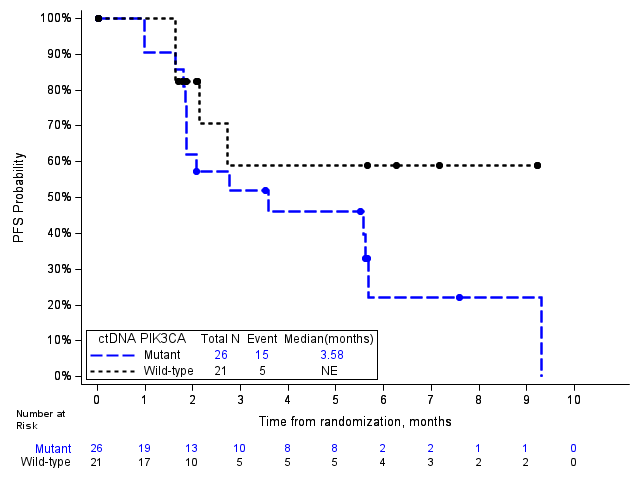 100%
90%
80%
70%
60%
50%
40%
30%
20%
10%
0%
PFS Probability
ctDNA PIK3CA Total N Event Median(months)
Mutant 26 15 3.58
Wild-type 21 5 NE
0 1 2 3 4 5 6 7 8 9 10
Time from randomization, months
Number at
Risk
Mutant 26 19 13 10 8 8 2 2 1 1 0
Wild-type 21 17 10 5 5 5 4 3 2 2 0